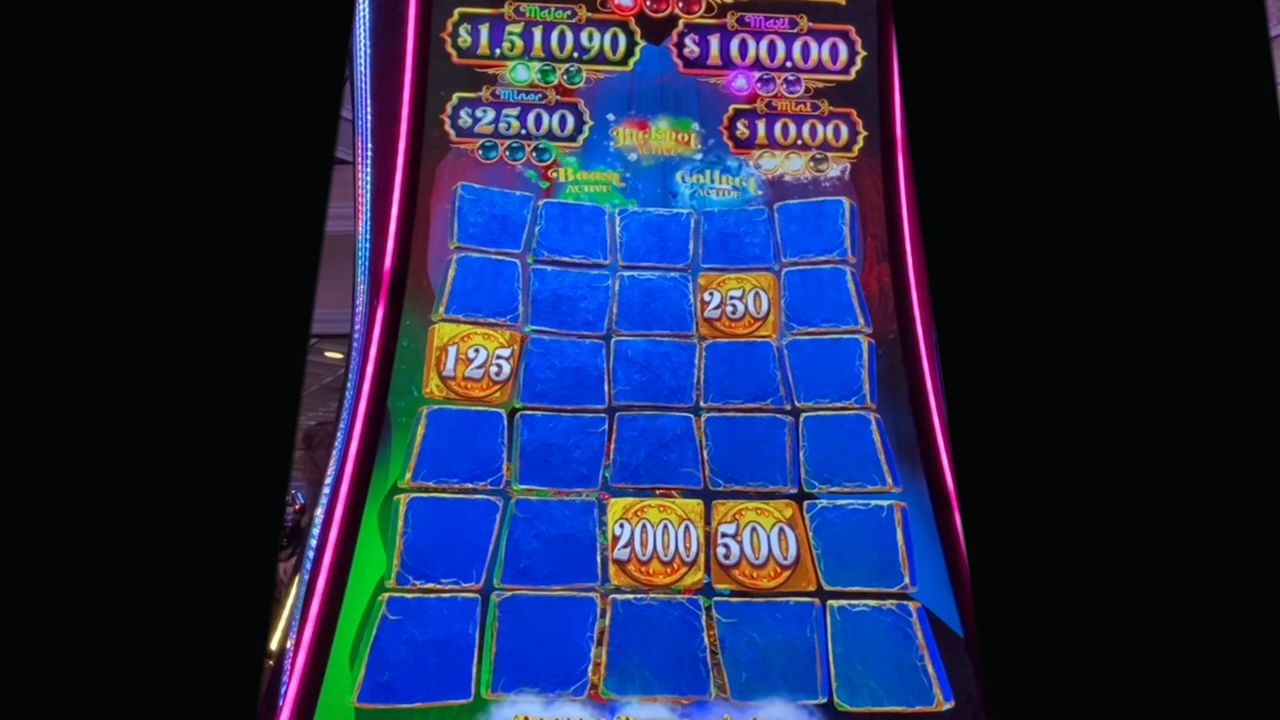 Major
Maxi
$1,510.90
$100.00
Minor
Mini
$25.00
$10.00
Jackpot
ACTIVE
Boost
Collect
ACTIVE
ACTIVE
250
125
2000
500